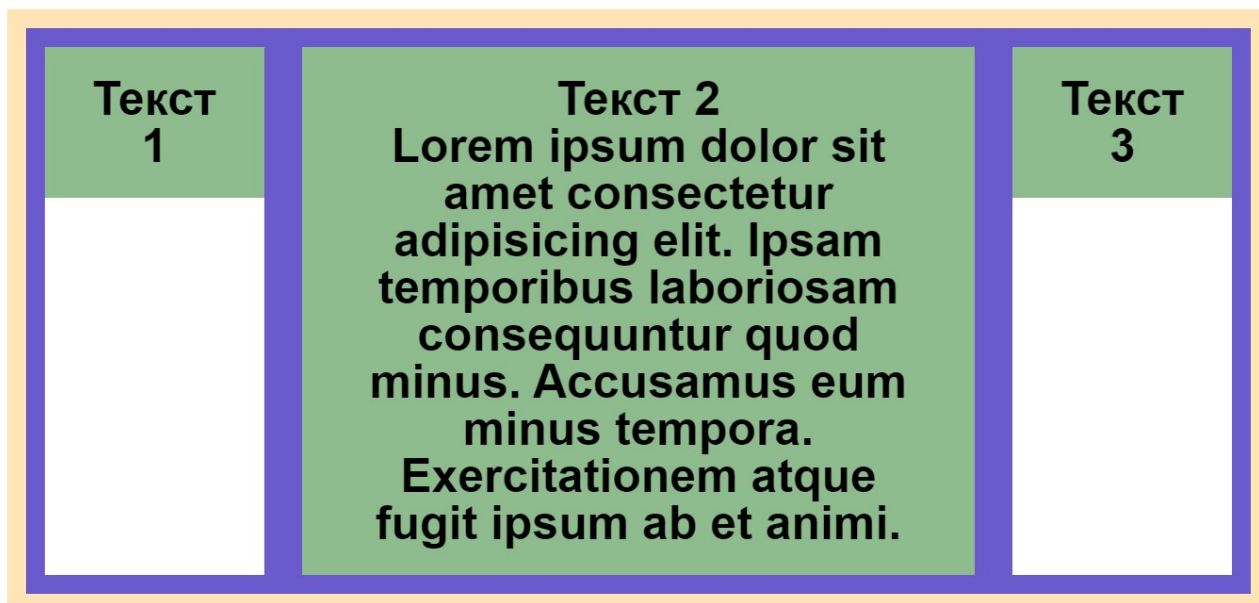 Текст
1
Текст 2
Lorem ipsum dolor sit
amet consectetur
adipisicing elit. Ipsam
temporibus laboriosam
consequuntur quod
minus. Accusamus eum
minus tempora.
Exercitationem atque
fugit ipsum ab et animi.
Текст
3